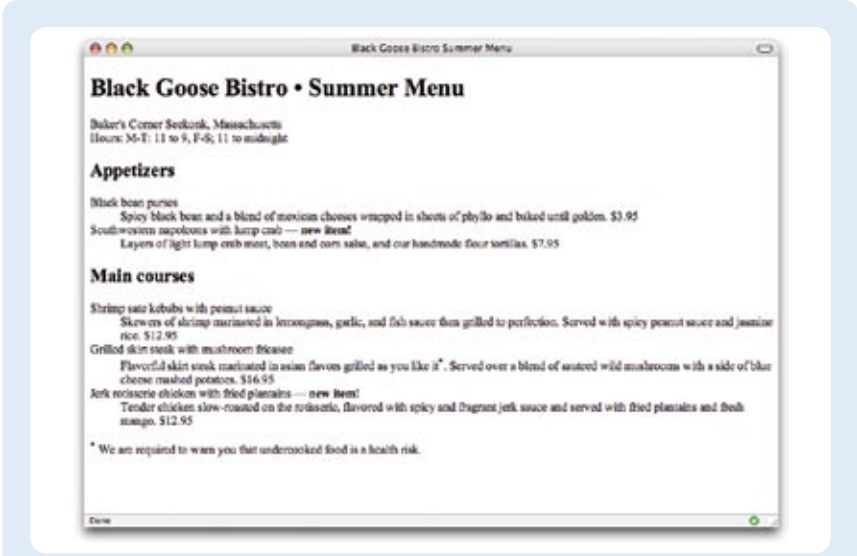 Black Goose Bistro Summer Menu
Black Goose Bistro • Summer Menu
Baker's Corner Seekonk, Massachusetts
Hours: M-T: 11 to 9, F-S; 11 to midnight
Appetizers
Black bean purses
Spicy black bean and a blend of mexican cheeses wrapped in sheets of phyllo and baked until golden. $3.95
Southwestern napoleons with lump crab — new item!
Layers of light lump crab meat, bean and corn salsa, and our handmade flour tortillas. $7.95
Main courses
Shrimp sate kebabs with peanut sauce
Skewers of shrimp marinated in lemongrass, garlic, and fish sauce then grilled to perfection. Served with spicy peanut sauce and jasmine
rice. $12.95
Grilled skirt steak with mushroom fricasee
Flavorful skirt steak marinated in asian flavors grilled as you like it*. Served over a blend of sauteed wild mushrooms with a side of blue
cheese mashed potatoes. $16.95
Jerk rotisserie chicken with fried plantains — new item!
Tender chicken slow-roasted on the rotisserie, flavored with spicy and fragrant jerk sauce and served with fried plantains and fresh
mango. $12.95
* We are required to warn you that undercooked food is a health risk.
Done